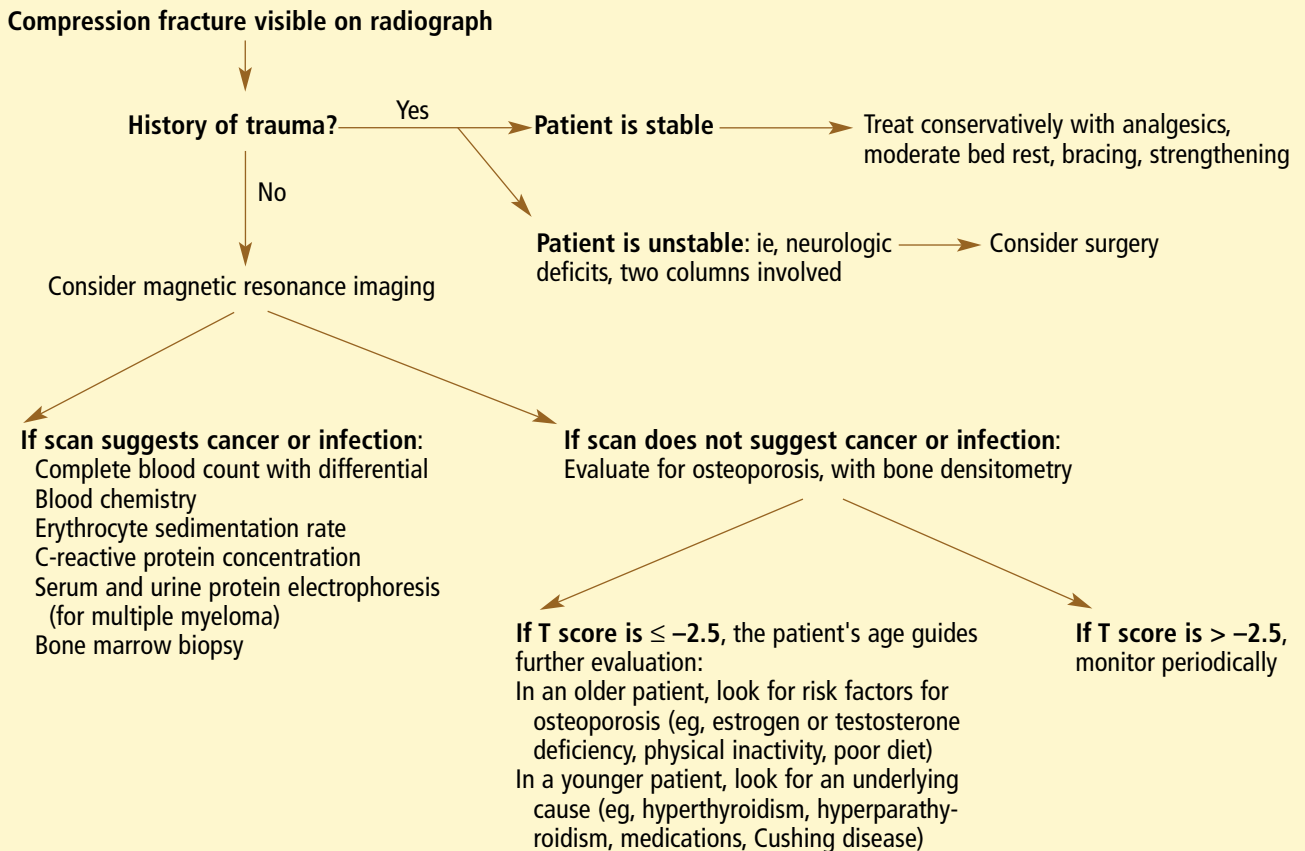 Compression fracture visible on radiograph
History of trauma?
Yes
Patient is stable
Treat conservatively with analgesics,
moderate bed rest, bracing, strengthening
No
Patient is unstable: ie, neurologic
deficits, two columns involved
Consider surgery
Consider magnetic resonance imaging
If scan suggests cancer or infection:
Complete blood count with differential
Blood chemistry
Erythrocyte sedimentation rate
C-reactive protein concentration
Serum and urine protein electrophoresis
(for multiple myeloma)
Bone marrow biopsy
If scan does not suggest cancer or infection:
Evaluate for osteoporosis, with bone densitometry
If T score is ≤ –2.5, the patient's age guides
further evaluation:
In an older patient, look for risk factors for
osteoporosis (eg, estrogen or testosterone
deficiency, physical inactivity, poor diet)
In a younger patient, look for an underlying
cause (eg, hyperthyroidism, hyperparathy-
roidism, medications, Cushing disease)
If T score is > –2.5,
monitor periodically